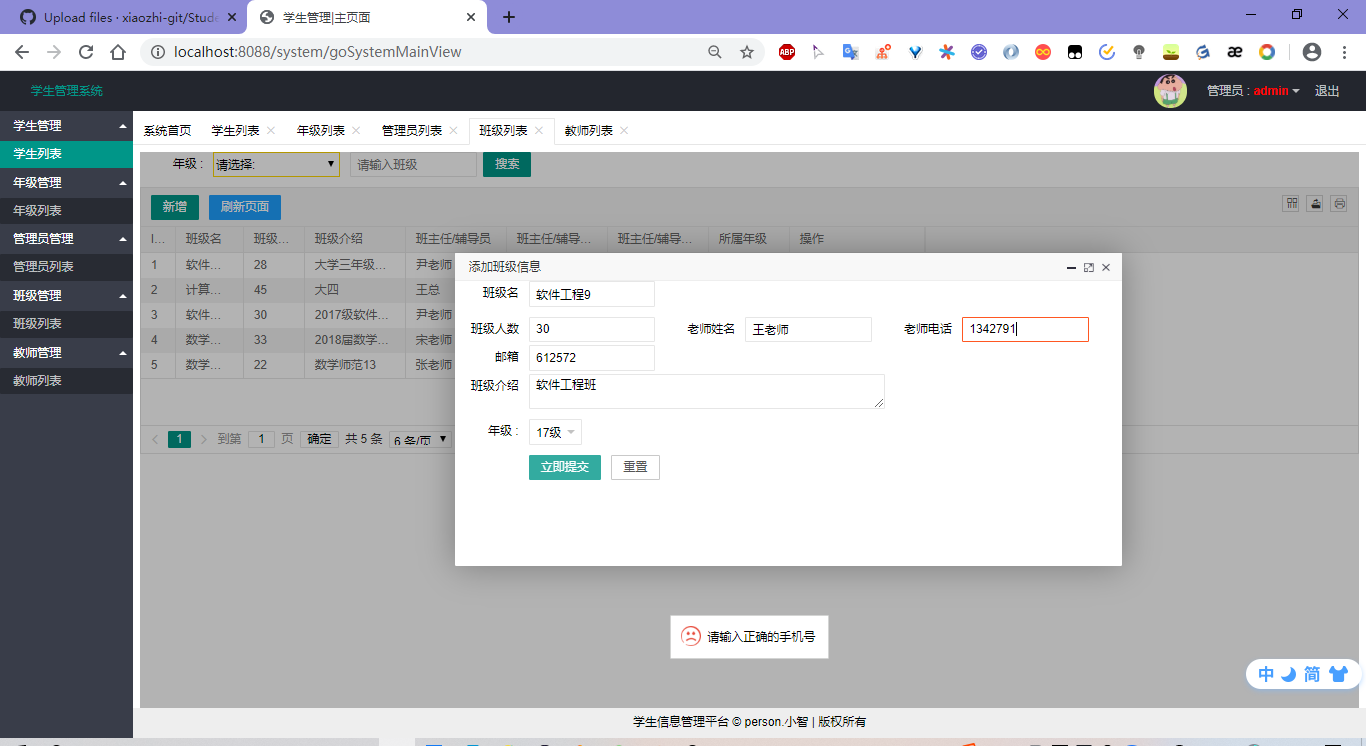 Upload files · xiaozhi-git/Stude
学生管理|主页面
localhost:8088/system/goSystemMainView
ABP
学生管理系统
管理员 : admin
退出
学生管理
学生列表
年级管理
年级列表
管理员管理
管理员列表
班级管理
班级列表
教师管理
教师列表
系统首页 学生列表 年级列表 管理员列表 班级列表 教师列表
年级 : 请选择: 请输入班级 搜索
新增 刷新页面
I... 班级名 班级... 班级介绍 班主任/辅导员 班主任/辅导... 班主任/辅导... 所属年级 操作
1 软件... 28 大学三年级... 尹老师
2 计算... 45 大四 王总
3 软件... 30 2017级软件... 尹老师
4 数学... 33 2018届数学... 宋老师
5 数学... 22 数学师范13 张老师
1 到第 1 页 确定 共 5 条 6 条/页
添加班级信息
班级名 软件工程9
班级人数 30 老师姓名 王老师 老师电话 1342791
邮箱 612572
班级介绍 软件工程班
年级 : 17级
立即提交 重置
请输入正确的手机号
中 简
学生信息管理平台 © person.小智 | 版权所有